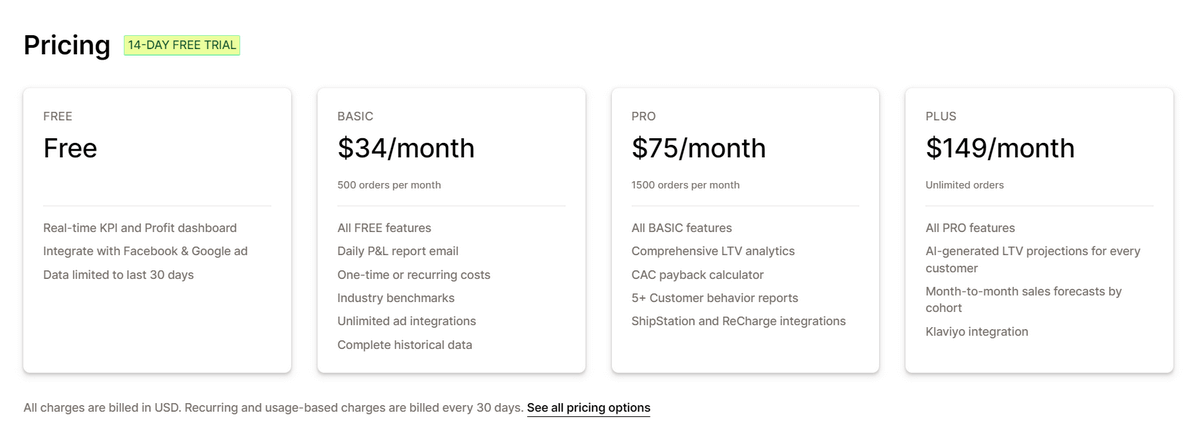 Pricing 14-DAY FREE TRIAL
FREE
Free
Real-time KPI and Profit dashboard
Integrate with Facebook & Google ad
Data limited to last 30 days
BASIC
$34/month
500 orders per month
All FREE features
Daily P&L report email
One-time or recurring costs
Industry benchmarks
Unlimited ad integrations
Complete historical data
PRO
$75/month
1500 orders per month
All BASIC features
Comprehensive LTV analytics
CAC payback calculator
5+ Customer behavior reports
ShipStation and ReCharge integrations
PLUS
$149/month
Unlimited orders
All PRO features
AI-generated LTV projections for every
customer
Month-to-month sales forecasts by
cohort
Klaviyo integration
All charges are billed in USD. Recurring and usage-based charges are billed every 30 days. See all pricing options